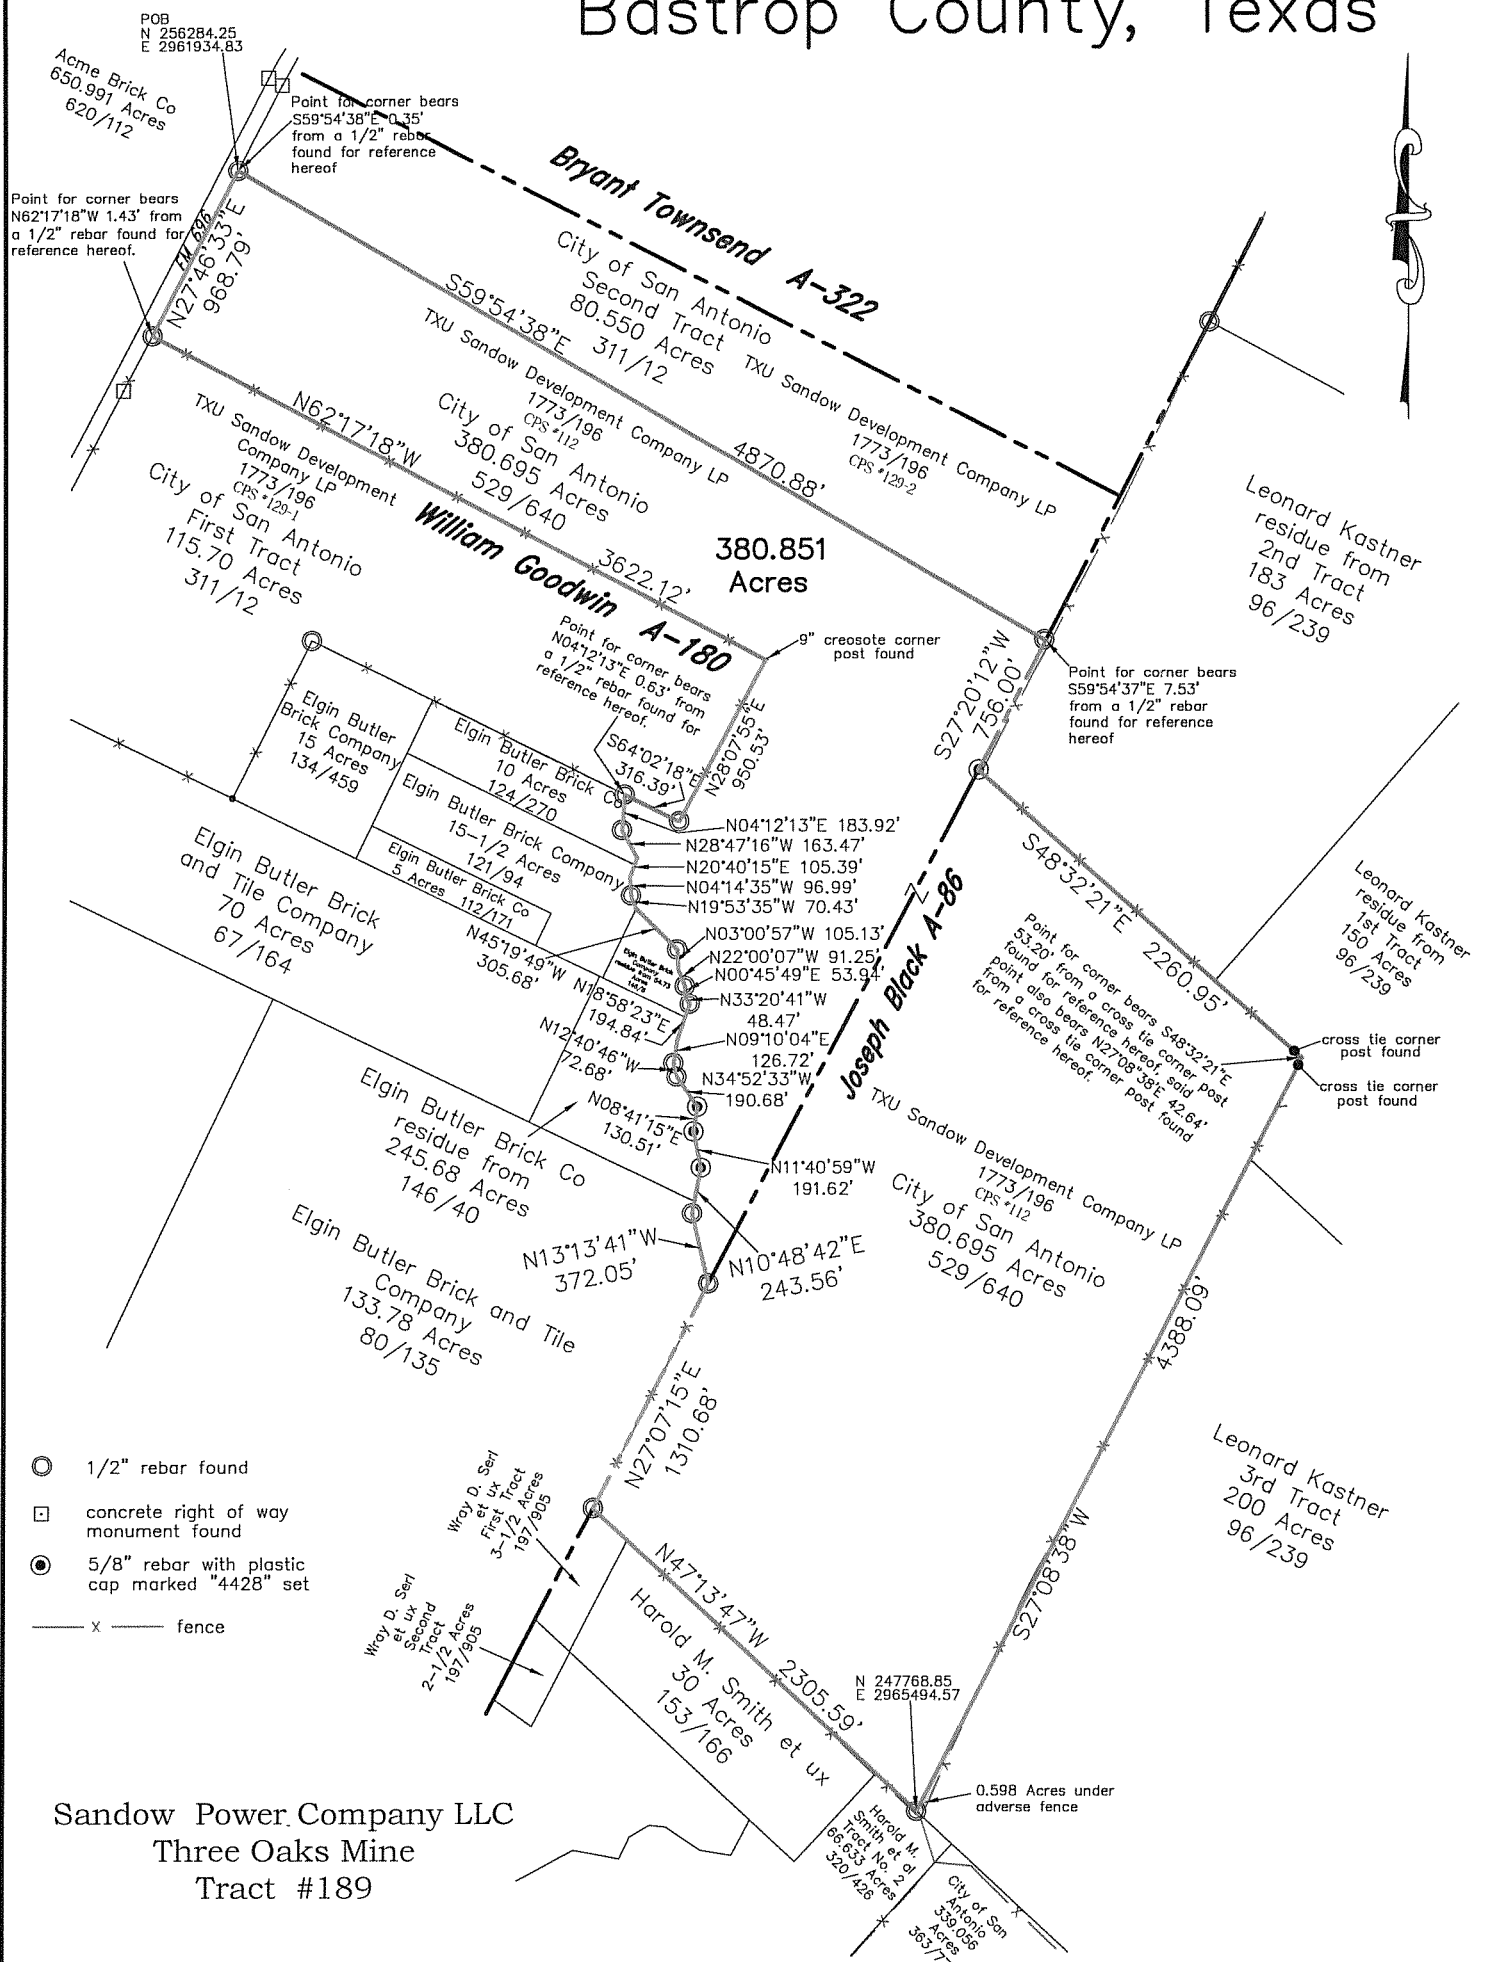 Bastrop County, Texas
POB
N 256284.25
E 2961934.83
Acme Brick Co
650.991 Acres
620/112
Point for corner bears
S59°54'38"E 0.35'
from a 1/2" rebar
found for reference
hereof
Point for corner bears
N62°17'18"W 1.43' from
a 1/2" rebar found for
reference hereof.
FM 696
N27°46'33"E
968.79'
Bryant Townsend A-322
City of San Antonio
Second Tract
80.550 Acres
311/12
S59°54'38"E
4870.88'
TXU Sandow Development Company LP
1773/196
CPS #129-2
TXU Sandow Development Company LP
1773/196
CPS #112
City of San Antonio
380.695 Acres
529/640
N62°17'18"W
3622.12'
TXU Sandow Development
Company LP
1773/196
CPS #129-1
City of San Antonio
First Tract
115.70 Acres
311/12
William Goodwin A-180
380.851
Acres
9" creosote corner
post found
Point for corner bears
N04°12'13"E 0.63' from
a 1/2" rebar found for
reference hereof.
S64°02'18"E
316.39'
N28°07'55"E
950.53'
S27°20'12"W
756.00'
Point for corner bears
S59°54'37"E 7.53'
from a 1/2" rebar
found for reference
hereof
Leonard Kastner
residue from
2nd Tract
183 Acres
96/239
Elgin Butler
Brick Company
15 Acres
134/459
Elgin Butler Brick Co
10 Acres
124/270
Elgin Butler Brick Company
15-1/2 Acres
121/94
Elgin Butler Brick Co
5 Acres 112/171
Elgin Butler Brick
and Tile Company
70 Acres
67/164
N04°12'13"E 183.92'
N28°47'16"W 163.47'
N20°40'15"E 105.39'
N04°14'35"W 96.99'
N19°53'35"W 70.43'
N45°19'49"W
305.68'
N03°00'57"W 105.13'
N22°00'07"W 91.25'
N00°45'49"E 53.94'
N33°20'41"W
48.47'
N18°58'23"E
194.84'
N09°10'04"E
126.72'
N12°40'46"W
72.68'
N34°52'33"W
190.68'
N08°41'15"E
130.51'
N11°40'59"W
191.62'
N10°48'42"E
243.56'
N13°13'41"W
372.05'
Elgin Butler Brick
Company
residue from 54.73
Acres
Z
Joseph Black A-86
S48°32'21"E 2260.95'
Leonard Kastner
residue from
1st Tract
150 Acres
96/239
Point for corner bears S48°32'21"E
53.20' from a cross tie corner post
found for reference hereof, said
point also bears N27°08'38"E 42.64'
from a cross tie corner post found
for reference hereof.
cross tie corner
post found
cross tie corner
post found
TXU Sandow Development Company LP
1773/196
CPS #112
City of San Antonio
380.695 Acres
529/640
Elgin Butler Brick Co
residue from
245.68 Acres
146/40
Elgin Butler Brick and Tile
Company
133.78 Acres
80/135
N27°07'15"E
1310.68'
4388.09'
S27°08'38"W
Leonard Kastner
3rd Tract
200 Acres
96/239
1/2" rebar found
concrete right of way
monument found
5/8" rebar with plastic
cap marked "4428" set
x fence
Wray D. Serl
et ux
First Tract
3-1/2 Acres
197/905
Wray D. Serl
et ux
Second
Tract
2-1/2 Acres
197/905
N47°13'47"W
2305.59'
Harold M. Smith et ux
30 Acres
153/166
N 247768.85
E 2965494.57
0.598 Acres under
adverse fence
Harold M.
Smith et al
Tract No. 2
66.633 Acres
320/426
City of San
Antonio
339.056
Acres
Sandow Power Company LLC
Three Oaks Mine
Tract #189